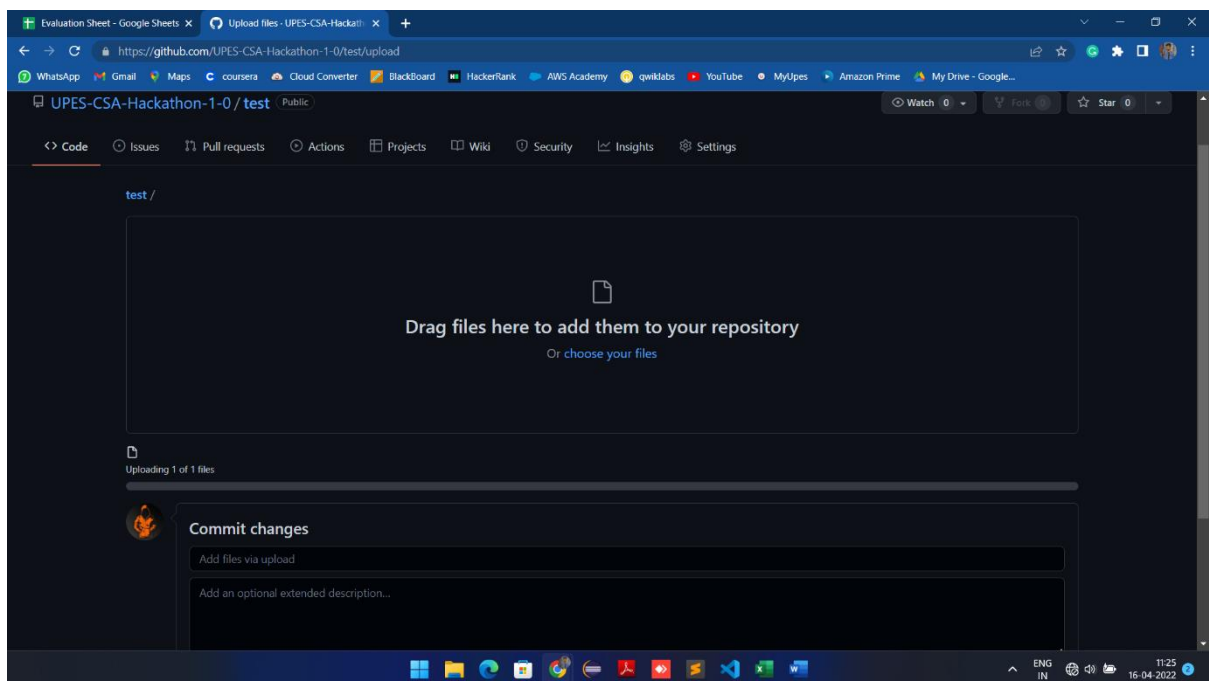 Evaluation Sheet - Google Sheets
Upload files · UPES-CSA-Hackath
https://github.com/UPES-CSA-Hackathon-1-0/test/upload
WhatsApp Gmail Maps coursera Cloud Converter BlackBoard HackerRank AWS Academy qwiklabs YouTube MyUpes Amazon Prime My Drive - Google...
UPES-CSA-Hackathon-1-0 / test Public Watch 0 Fork 0 Star 0
<> Code Issues Pull requests Actions Projects Wiki Security Insights Settings
test /
Drag files here to add them to your repository
Or choose your files
Uploading 1 of 1 files
Commit changes
Add files via upload
Add an optional extended description...
ENG 11:25
IN 16-04-2022 2